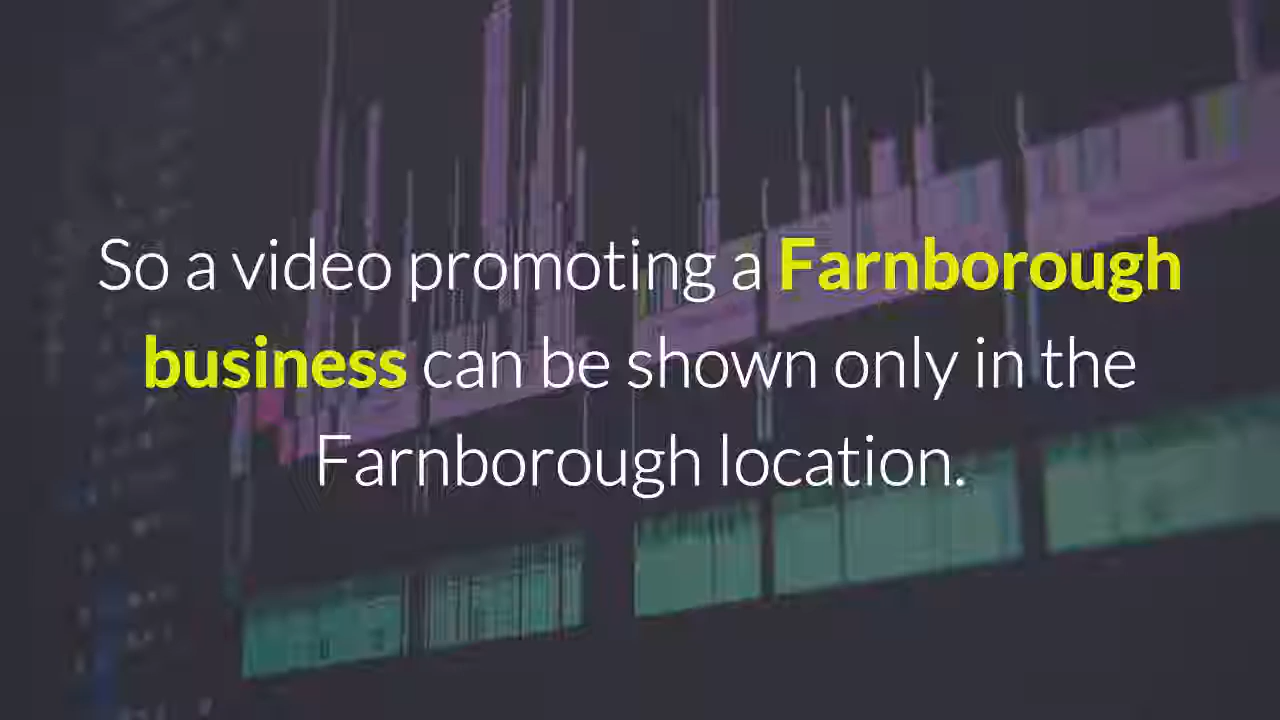 So a video promoting a Farnborough
business can be shown only in the
Farnborough location.